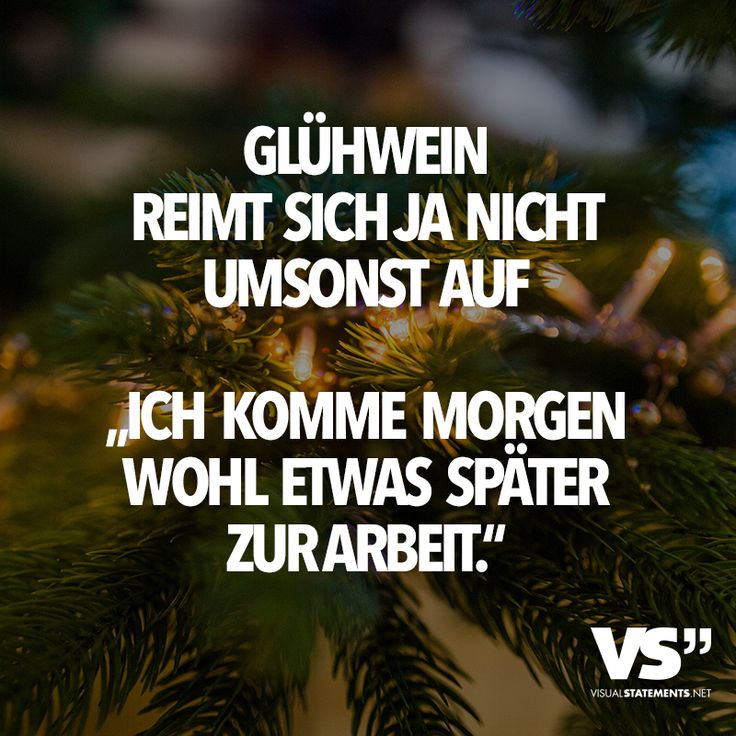 GLÜHWEIN
REIMT SICH JA NICHT
UMSONST AUF
„ICH KOMME MORGEN
WOHL ETWAS SPÄTER
ZUR ARBEIT.“
VS”
VISUALSTATEMENTS.NET